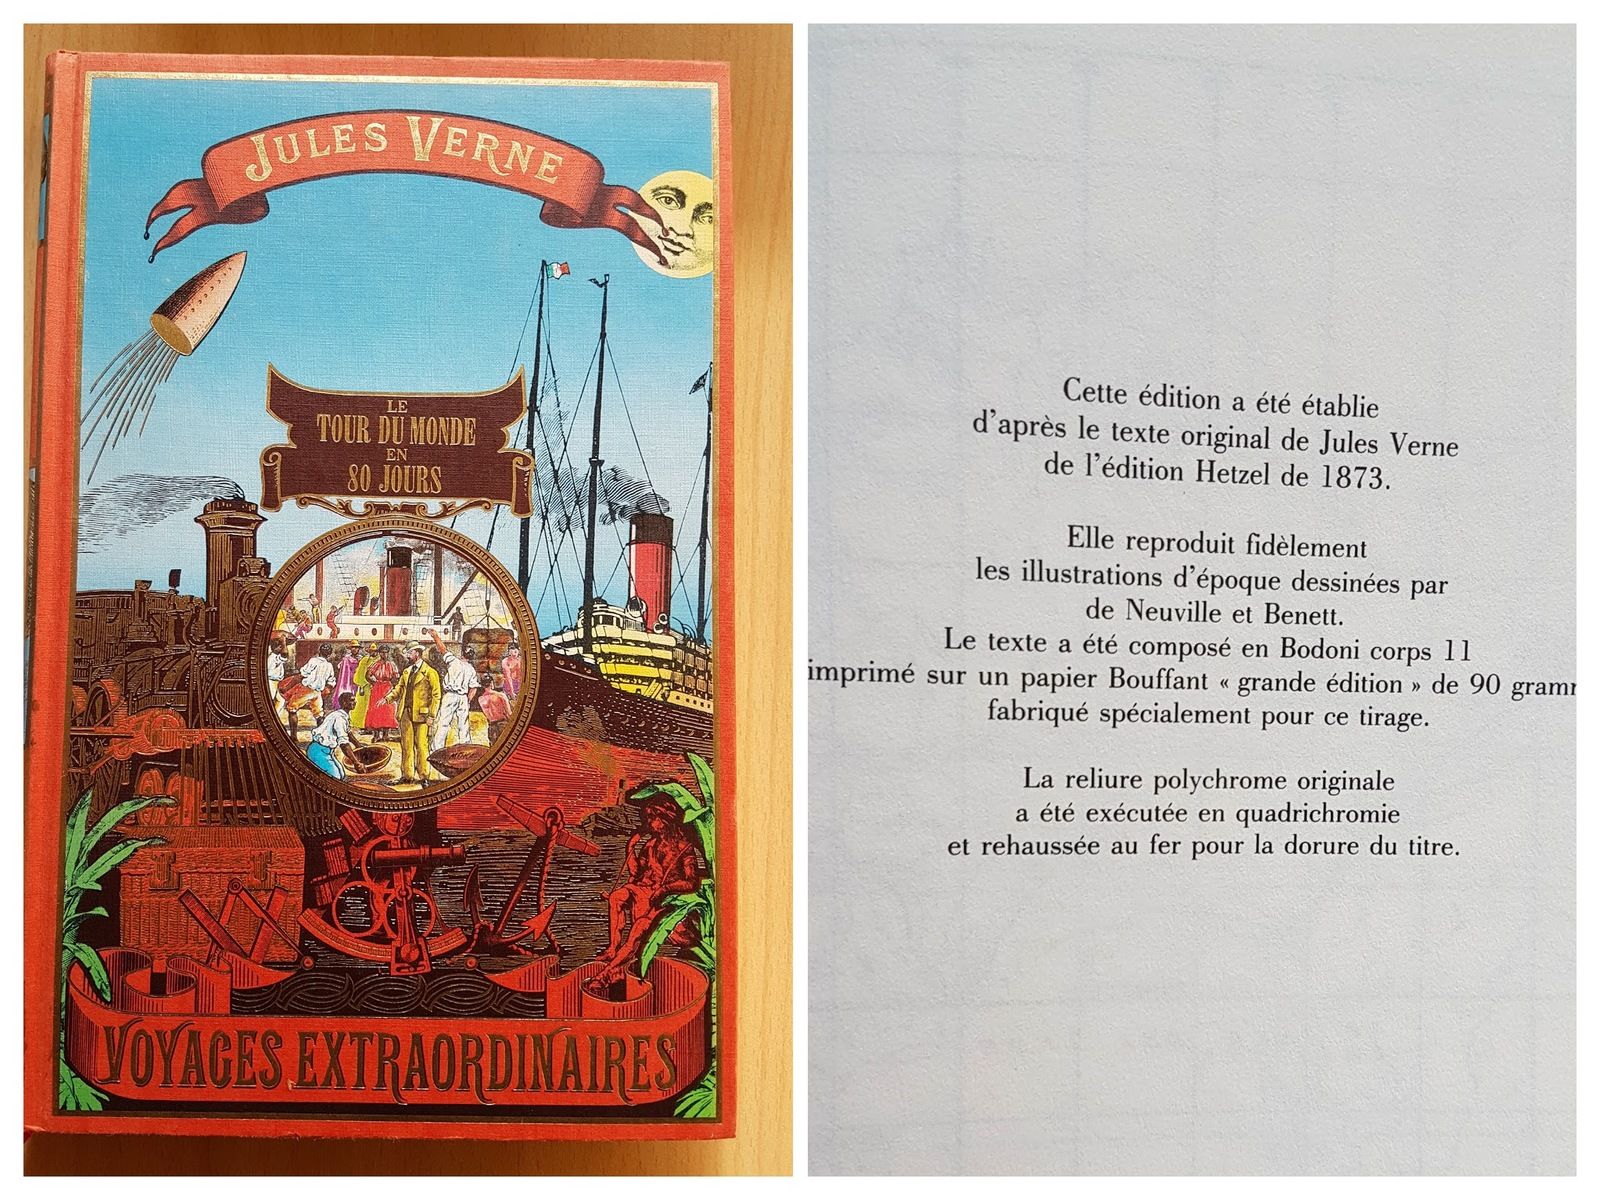 JULES VERNE
LE
TOUR DU MONDE
EN
80 JOURS
VOYAGES EXTRAORDINAIRES
Cette édition a été établie
d'après le texte original de Jules Verne
de l'édition Hetzel de 1873.
Elle reproduit fidèlement
les illustrations d'époque dessinées par
de Neuville et Benett.
Le texte a été composé en Bodoni corps 11
imprimé sur un papier Bouffant « grande édition » de 90
fabriqué spécialement pour ce tirage.
La reliure polychrome originale
a été exécutée en quadrichromie
et rehaussée au fer pour la dorure du titre.